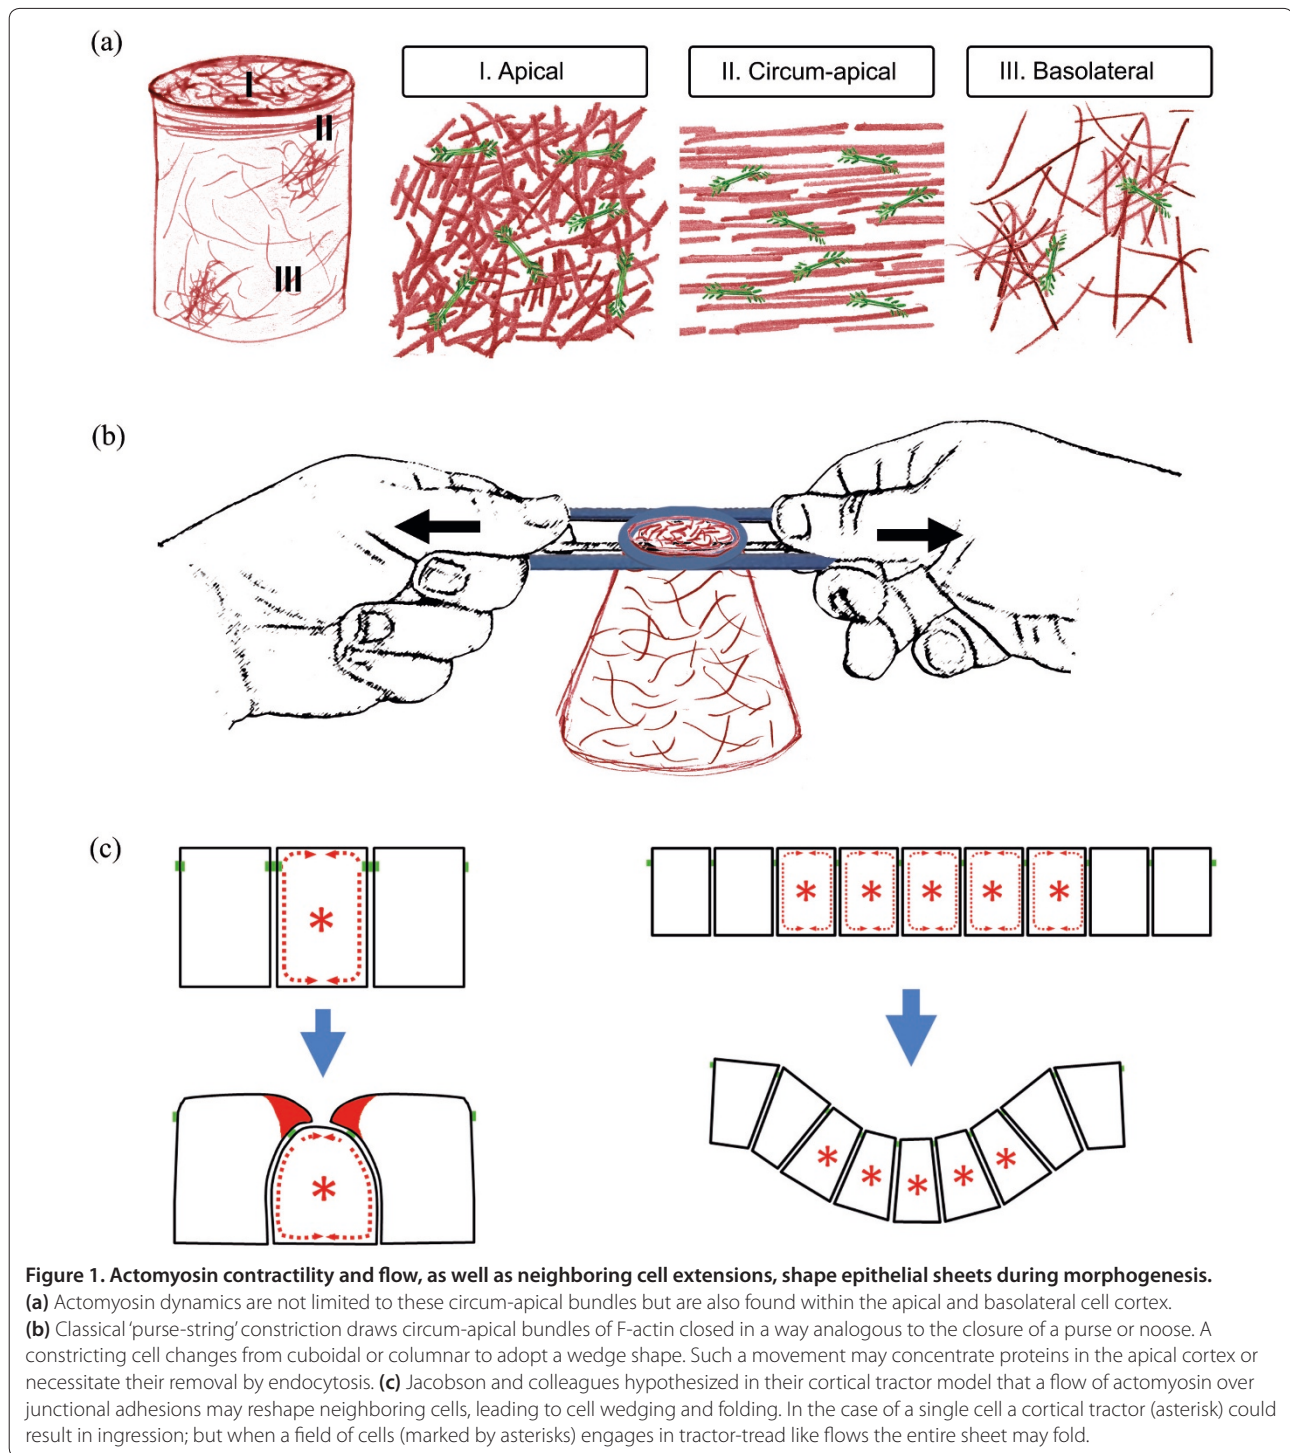 (a)
I. Apical
II. Circum-apical
III. Basolateral
I
II
III
(b)
(c)
*
*
*
*
*
*
*
*
*
*
*
*
Figure 1. Actomyosin contractility and flow, as well as neighboring cell extensions, shape epithelial sheets during morphogenesis.
(a) Actomyosin dynamics are not limited to these circum-apical bundles but are also found within the apical and basolateral cell cortex.
(b) Classical 'purse-string' constriction draws circum-apical bundles of F-actin closed in a way analogous to the closure of a purse or noose. A
constricting cell changes from cuboidal or columnar to adopt a wedge shape. Such a movement may concentrate proteins in the apical cortex or
necessitate their removal by endocytosis. (c) Jacobson and colleagues hypothesized in their cortical tractor model that a flow of actomyosin over
junctional adhesions may reshape neighboring cells, leading to cell wedging and folding. In the case of a single cell a cortical tractor (asterisk) could
result in ingression; but when a field of cells (marked by asterisks) engages in tractor-tread like flows the entire sheet may fold.